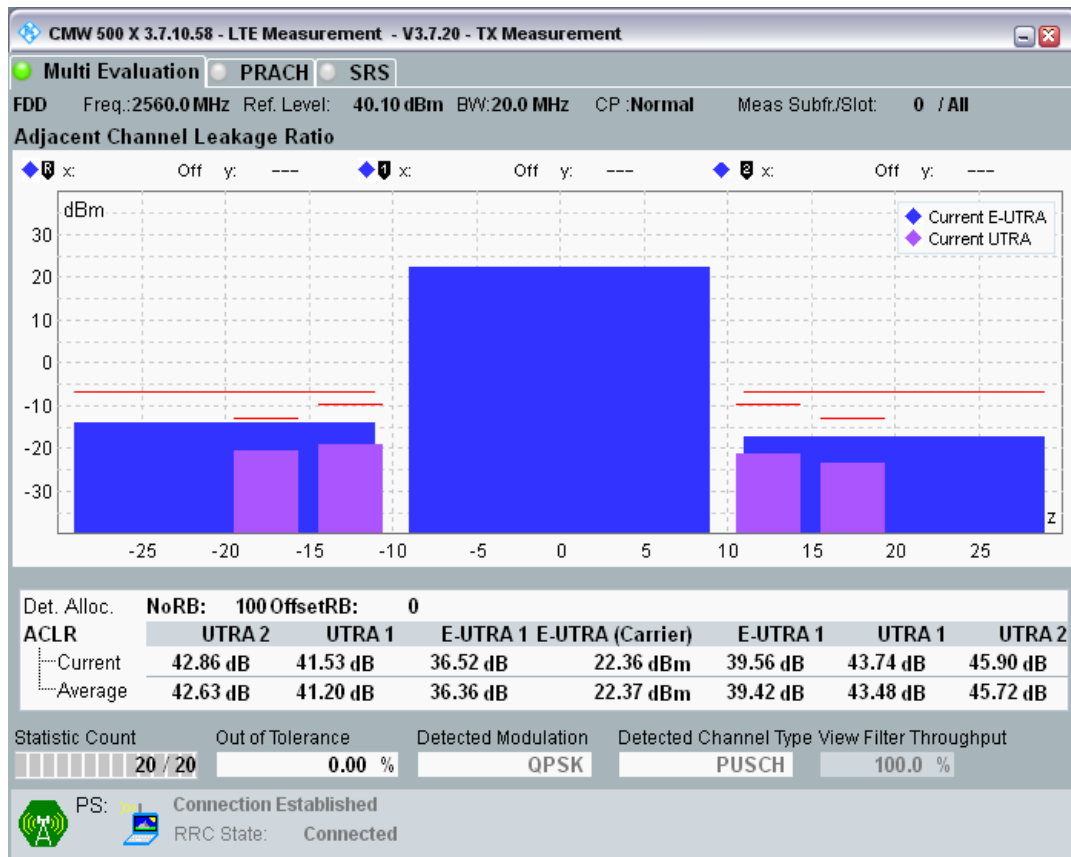 CMW 500 X 3.7.10.58 - LTE Measurement - V3.7.20 - TX Measurement
Multi Evaluation PRACH SRS
FDD Freq.:2560.0 MHz Ref. Level: 40.10 dBm BW:20.0 MHz CP :Normal Meas Subfr./Slot: 0 / All
Adjacent Channel Leakage Ratio
R x: Off y: --- 1 x: Off y: --- 2 x: Off y: ---
dBm
Current E-UTRA
Current UTRA
30
20
10
0
-10
-20
-30
z
-25 -20 -15 -10 -5 0 5 10 15 20 25
Det. Alloc. NoRB: 100 OffsetRB: 0
ACLR UTRA 2 UTRA 1 E-UTRA 1 E-UTRA (Carrier) E-UTRA 1 UTRA 1 UTRA 2
Current 42.86 dB 41.53 dB 36.52 dB 22.36 dBm 39.56 dB 43.74 dB 45.90 dB
Average 42.63 dB 41.20 dB 36.36 dB 22.37 dBm 39.42 dB 43.48 dB 45.72 dB
Statistic Count Out of Tolerance Detected Modulation Detected Channel Type View Filter Throughput
20 / 20 0.00 % QPSK PUSCH 100.0 %
PS: Connection Established
RRC State: Connected